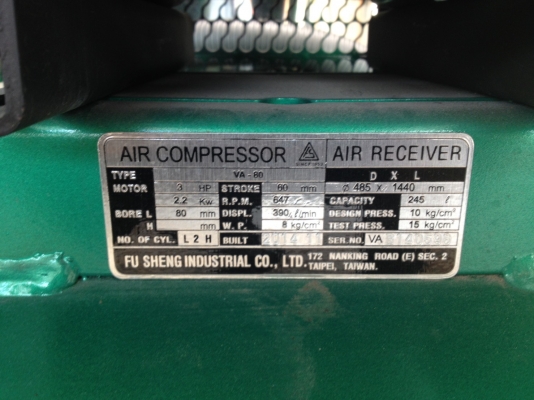 AIR COMPRESSOR AIR RECEIVER
TYPE VA-80 D X L
MOTOR 3 HP STROKE 60 mm Ø 485 X 1440 mm
2.2 Kw R.P.M. 647 CAPACITY 245 ℓ
BORE L 80 mm DISPL. 390 ℓ/min DESIGN PRESS. 10 kg/cm²
H mm W. P. 8 kg/cm² TEST PRESS. 15 kg/cm²
NO. OF CYL. L 2 H BUILT SER.NO. VA
FU SHENG INDUSTRIAL CO., LTD. 172 NANKING ROAD (E) SEC. 2
TAIPEI, TAIWAN.